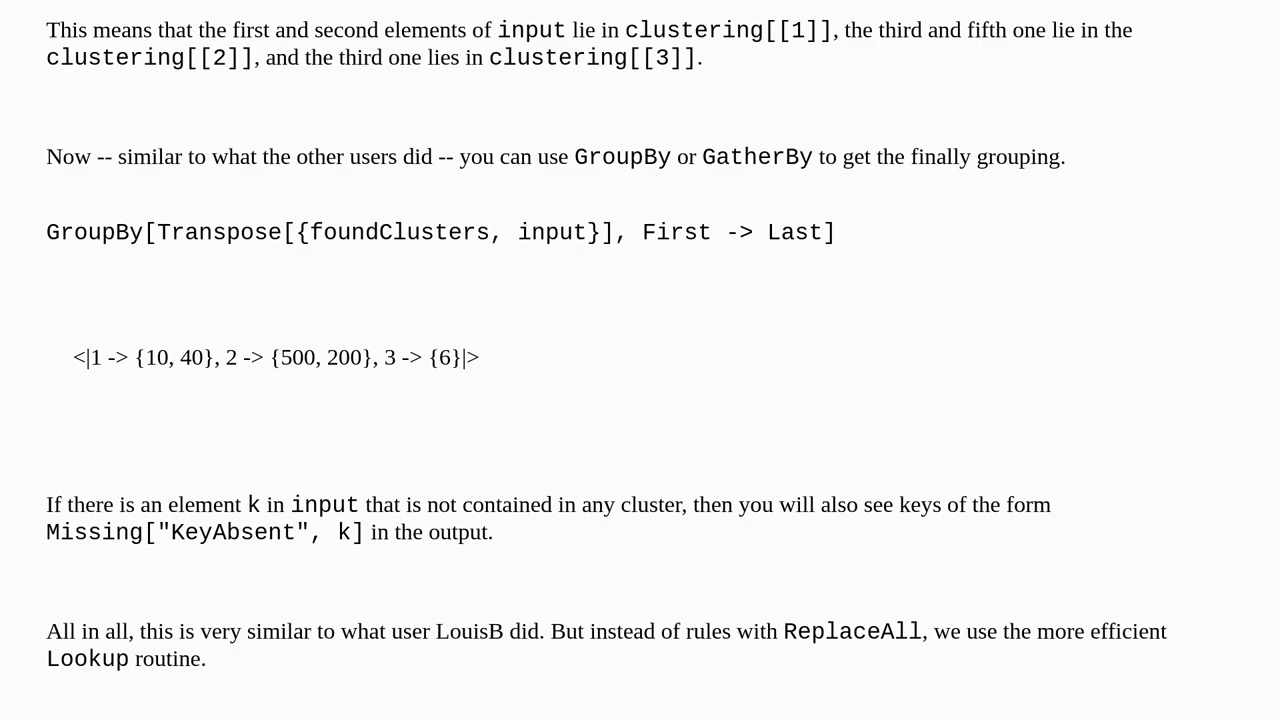 This means that the first and second elements of input lie in clustering[[1]], the third and fifth one lie in the
clustering[[2]], and the third one lies in clustering[[3]].
Now -- similar to what the other users did -- you can use GroupBy or GatherBy to get the finally grouping.
GroupBy[Transpose[{foundClusters, input}], First -> Last]
<|1 -> {10, 40}, 2 -> {500, 200}, 3 -> {6}|>
If there is an element k in input that is not contained in any cluster, then you will also see keys of the form
Missing["KeyAbsent", k] in the output.
All in all, this is very similar to what user LouisB did. But instead of rules with ReplaceAll, we use the more efficient
Lookup routine.